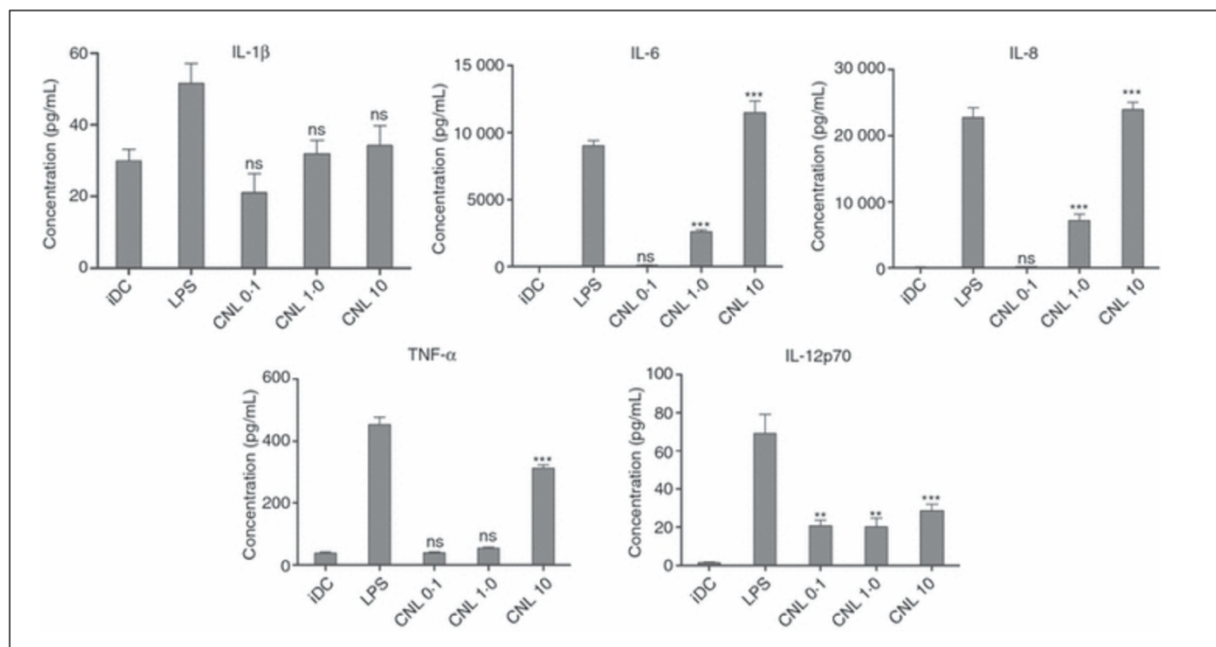 IL-1β
Concentration (pg/mL)
60
40
20
0
ns
ns
ns
iDC
LPS
CNL 0·1
CNL 1·0
CNL 10
IL-6
Concentration (pg/mL)
15 000
10 000
5000
0
ns
***
***
iDC
LPS
CNL 0·1
CNL 1·0
CNL 10
IL-8
Concentration (pg/mL)
30 000
20 000
10 000
0
ns
***
***
iDC
LPS
CNL 0·1
CNL 1·0
CNL 10
TNF-α
Concentration (pg/mL)
600
400
200
0
ns
ns
***
iDC
LPS
CNL 0·1
CNL 1·0
CNL 10
IL-12p70
Concentration (pg/mL)
100
80
60
40
20
0
**
**
***
iDC
LPS
CNL 0·1
CNL 1·0
CNL 10